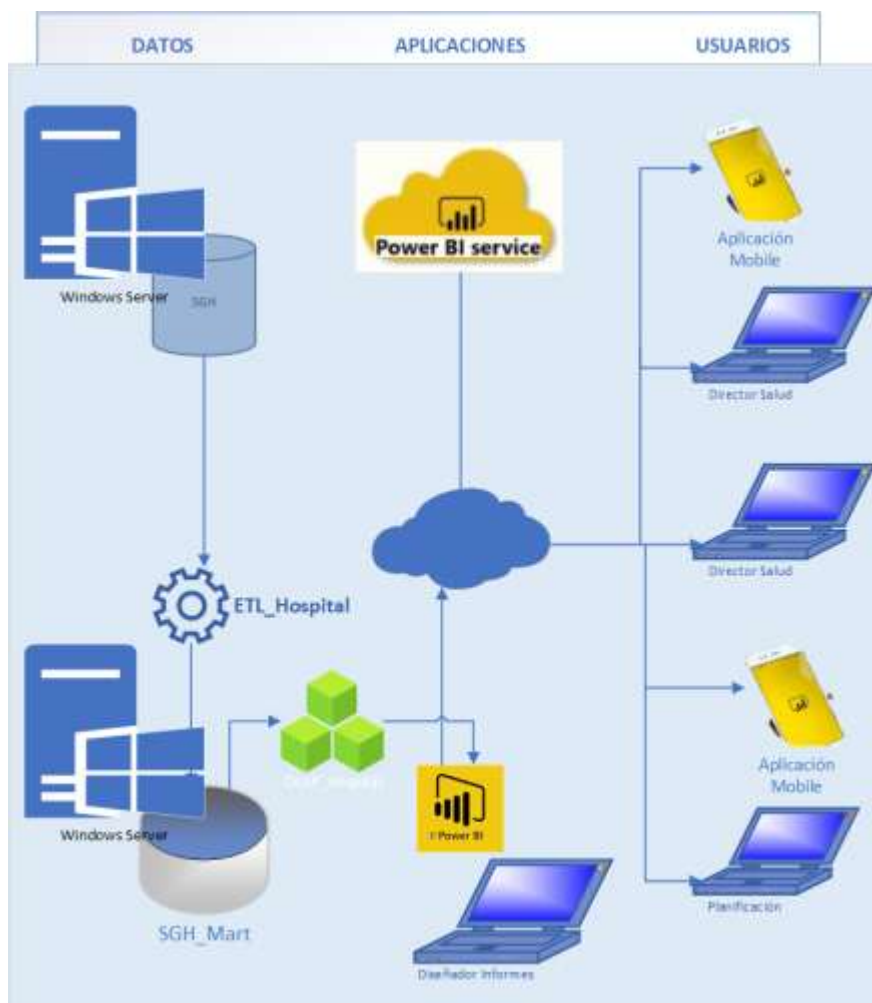 DATOS
APLICACIONES
USUARIOS
Windows Server
SGH
Power BI service
Aplicación
Mobile
Director Salud
Director Salud
ETL_Hospital
Windows Server
SGH_Mart
Power BI
Diseñador Informes
Aplicación
Mobile
Planificación